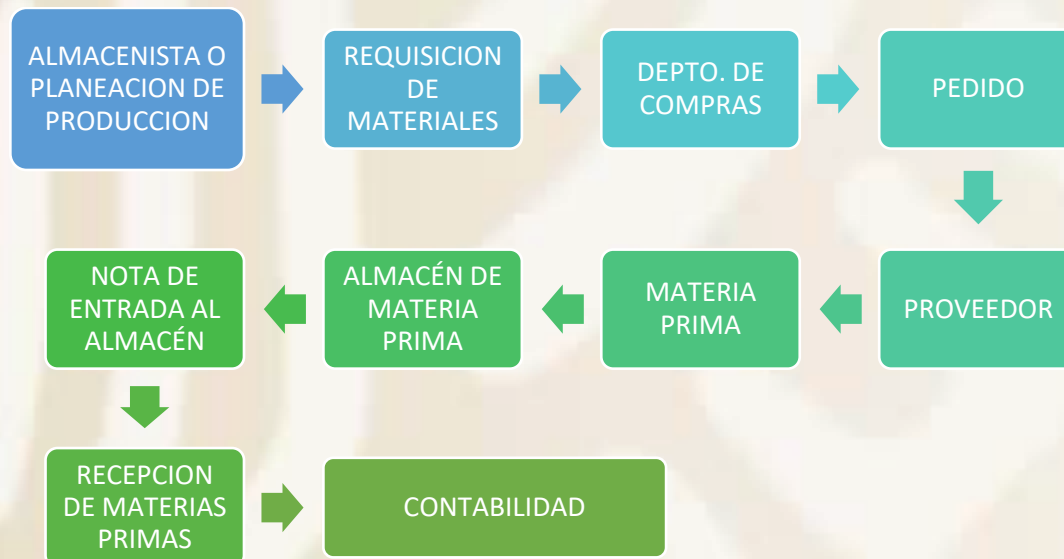 ALMACENISTA O
PLANEACION DE
PRODUCCION
REQUISICION
DE
MATERIALES
DEPTO. DE
COMPRAS
PEDIDO
PROVEEDOR
MATERIA
PRIMA
ALMACÉN DE
MATERIA
PRIMA
NOTA DE
ENTRADA AL
ALMACÉN
RECEPCION
DE MATERIAS
PRIMAS
CONTABILIDAD